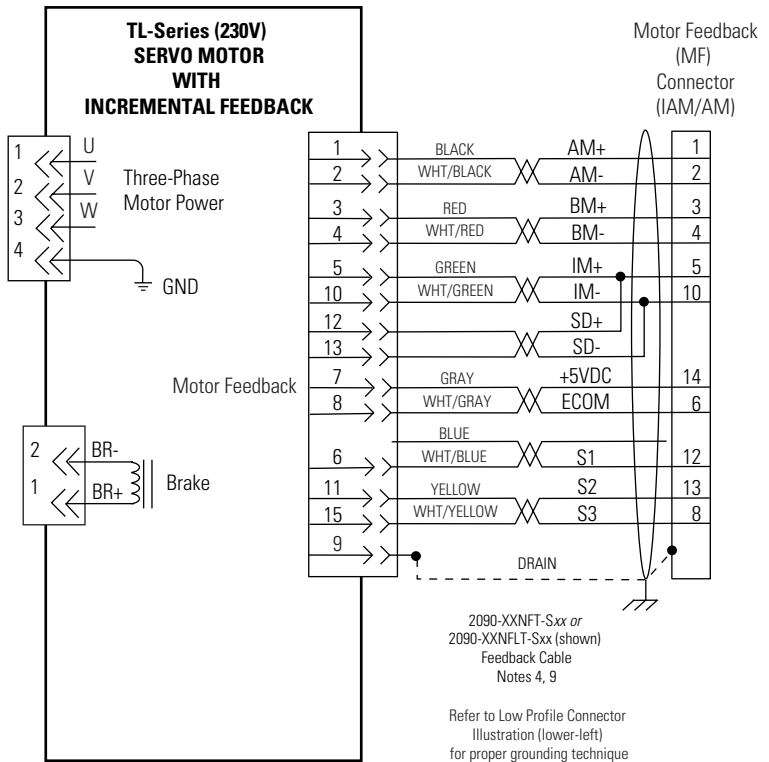 TL-Series (230V)
SERVO MOTOR
WITH
INCREMENTAL FEEDBACK
Motor Feedback
(MF)
Connector
(IAM/AM)
1 U
2 V
3 W
4
Three-Phase
Motor Power
GND
Motor Feedback
1 BLACK AM+ 1
2 WHT/BLACK AM- 2
3 RED BM+ 3
4 WHT/RED BM- 4
5 GREEN IM+ 5
10 WHT/GREEN IM- 10
12 SD+
13 SD-
7 GRAY +5VDC 14
8 WHT/GRAY ECOM 6
BLUE
6 WHT/BLUE S1 12
11 YELLOW S2 13
15 WHT/YELLOW S3 8
9
DRAIN
2 BR-
1 BR+
Brake
2090-XXNFT-Sxx or
2090-XXNFLT-Sxx (shown)
Feedback Cable
Notes 4, 9
Refer to Low Profile Connector
Illustration (lower-left)
for proper grounding technique